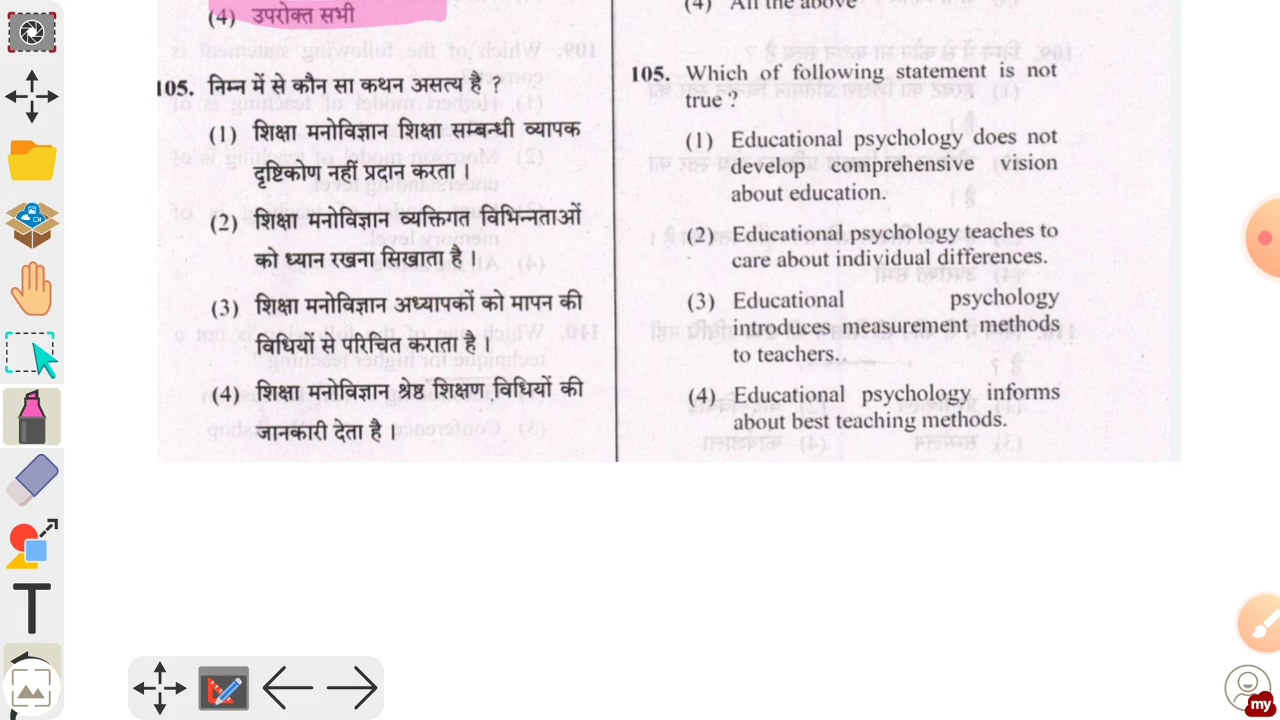 (4) उपरोक्त सभी
105. निम्न में से कौन सा कथन असत्य है ?
(1) शिक्षा मनोविज्ञान शिक्षा सम्बन्धी व्यापक
दृष्टिकोण नहीं प्रदान करता ।
(2) शिक्षा मनोविज्ञान व्यक्तिगत विभिन्नताओं
को ध्यान रखना सिखाता है ।
(3) शिक्षा मनोविज्ञान अध्यापकों को मापन की
विधियों से परिचित कराता है ।
(4) शिक्षा मनोविज्ञान श्रेष्ठ शिक्षण विधियों की
जानकारी देता है ।
(4) All the above
105. Which of following statement is not
true ?
(1) Educational psychology does not
develop comprehensive vision
about education.
(2) Educational psychology teaches to
care about individual differences.
(3) Educational psychology
introduces measurement methods
to teachers..
(4) Educational psychology informs
about best teaching methods.
T
my